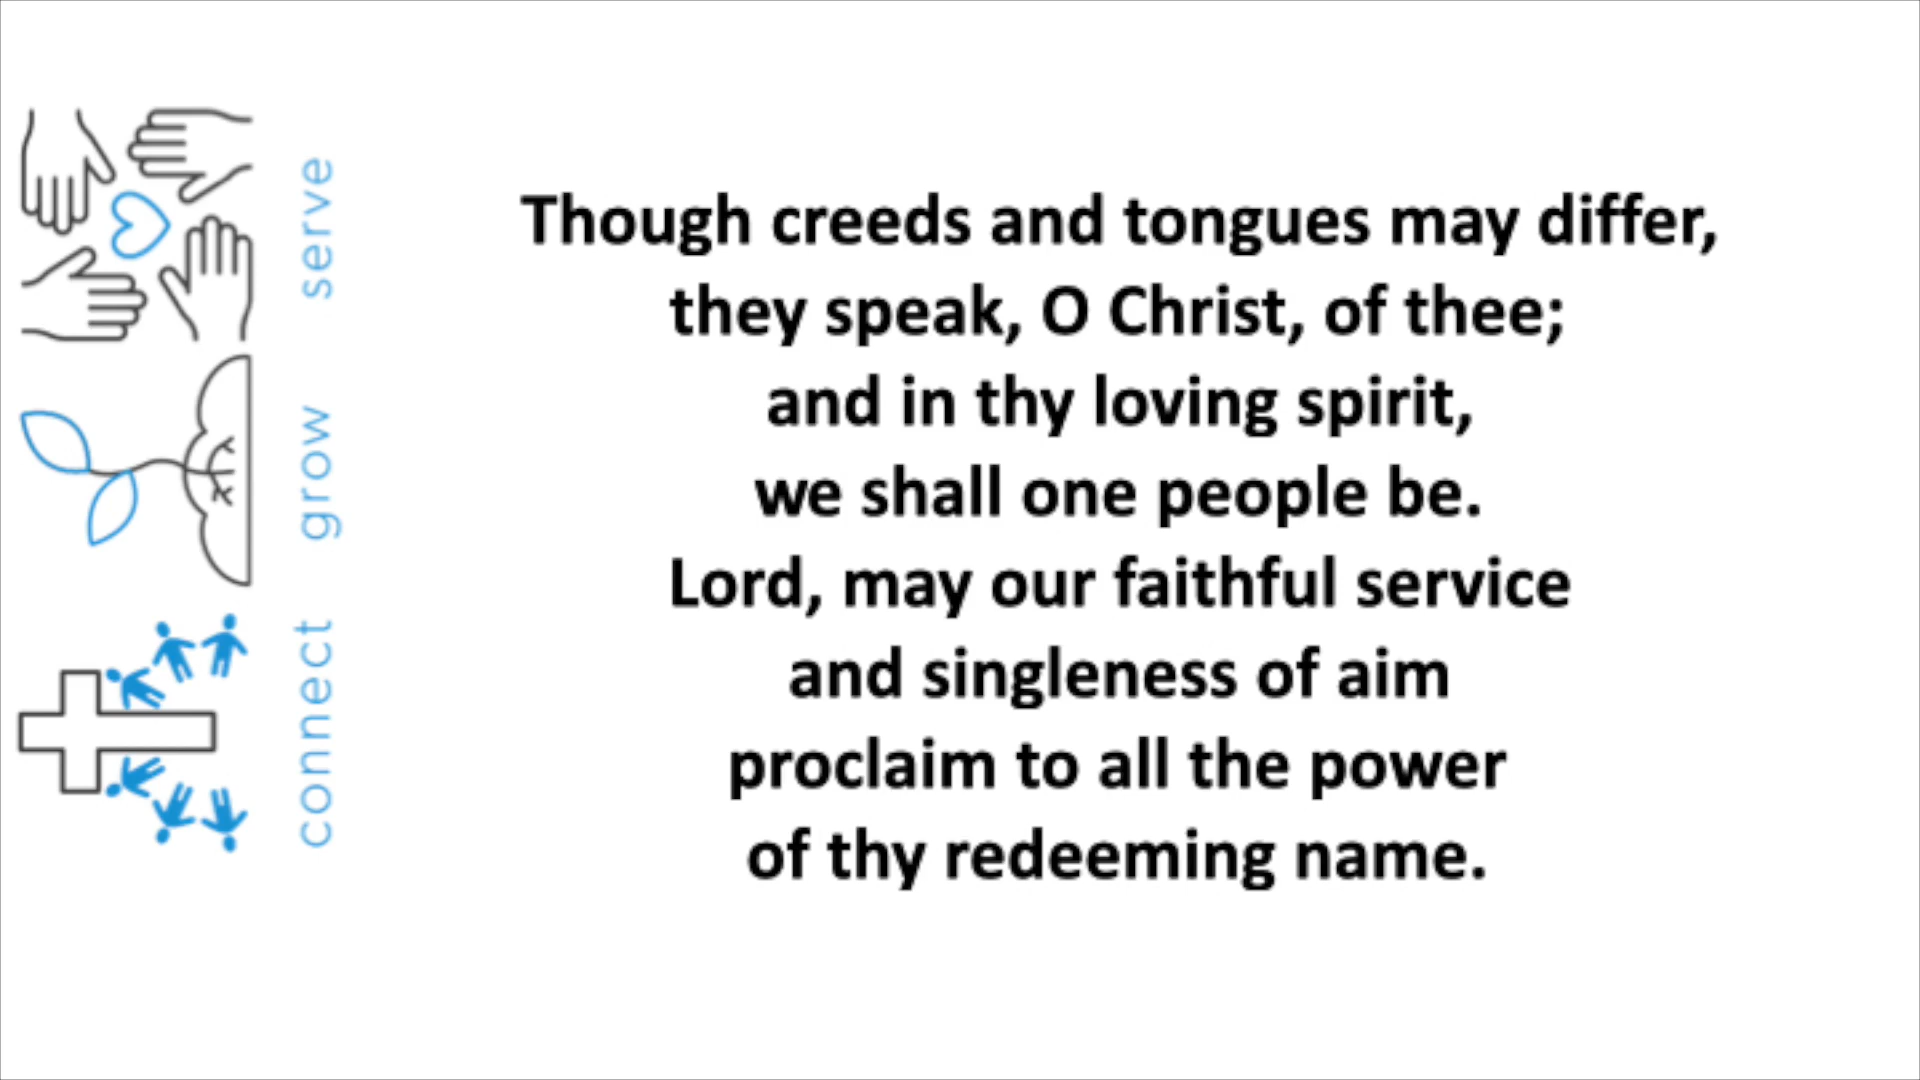 serve
grow
connect
Though creeds and tongues may differ,
they speak, O Christ, of thee;
and in thy loving spirit,
we shall one people be.
Lord, may our faithful service
and singleness of aim
proclaim to all the power
of thy redeeming name.